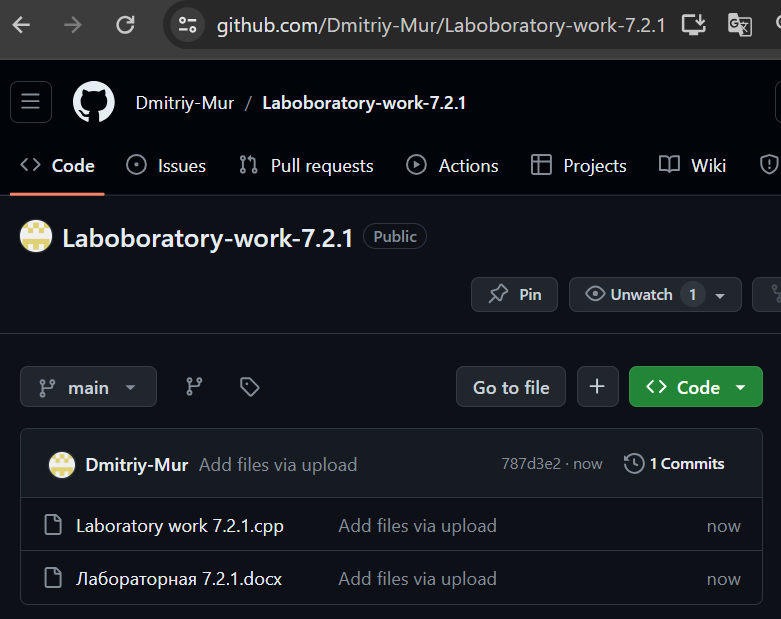 github.com/Dmitriy-Mur/Laboboratory-work-7.2.1
Dmitriy-Mur / Laboboratory-work-7.2.1
Code Issues Pull requests Actions Projects Wiki
Laboboratory-work-7.2.1 Public
Pin Unwatch 1
main Go to file Code
Dmitriy-Mur Add files via upload 787d3e2 · now 1 Commits
Laboratory work 7.2.1.cpp Add files via upload now
Лабораторная 7.2.1.docx Add files via upload now